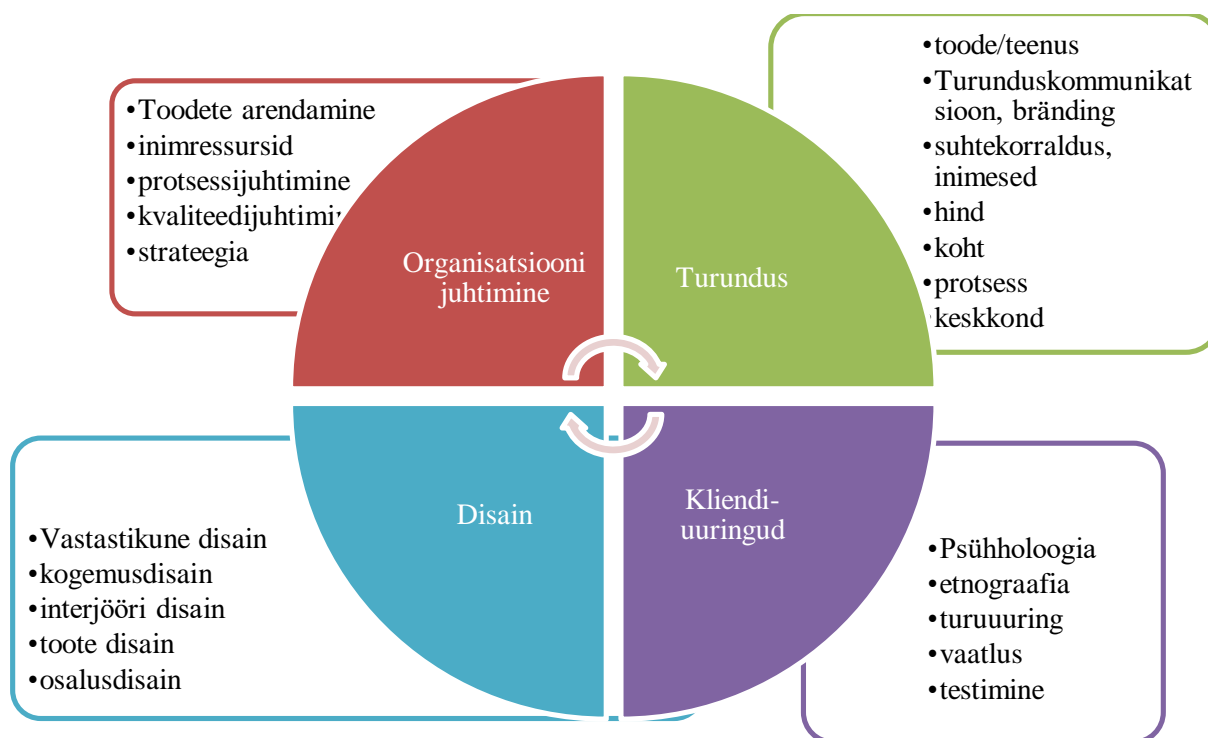 •Toodete arendamine
•inimressursid
•protsessijuhtimine
•kvaliteedijuhtimi
•strateegia
Organisatsiooni
juhtimine
•toode/teenus
•Turunduskommunikat
sioon, bränding
•suhtekorraldus,
inimesed
•hind
•koht
•protsess
•keskkond
Turundus
•Vastastikune disain
•kogemusdisain
•interjööri disain
•toote disain
•osalusdisain
Disain
Kliendi-
uuringud
•Psühholoogia
•etnograafia
•turuuuring
•vaatlus
•testimine